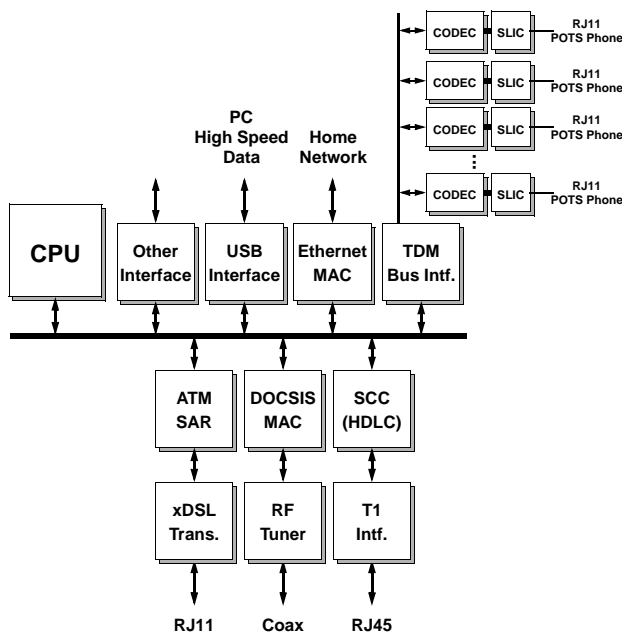 CODEC SLIC RJ11
POTS Phone
CODEC SLIC RJ11
POTS Phone
CODEC SLIC RJ11
POTS Phone
CODEC SLIC RJ11
POTS Phone
PC
High Speed
Data
Home
Network
CPU
Other
Interface
USB
Interface
Ethernet
MAC
TDM
Bus Intf.
ATM
SAR
DOCSIS
MAC
SCC
(HDLC)
xDSL
Trans.
RF
Tuner
T1
Intf.
RJ11
Coax
RJ45